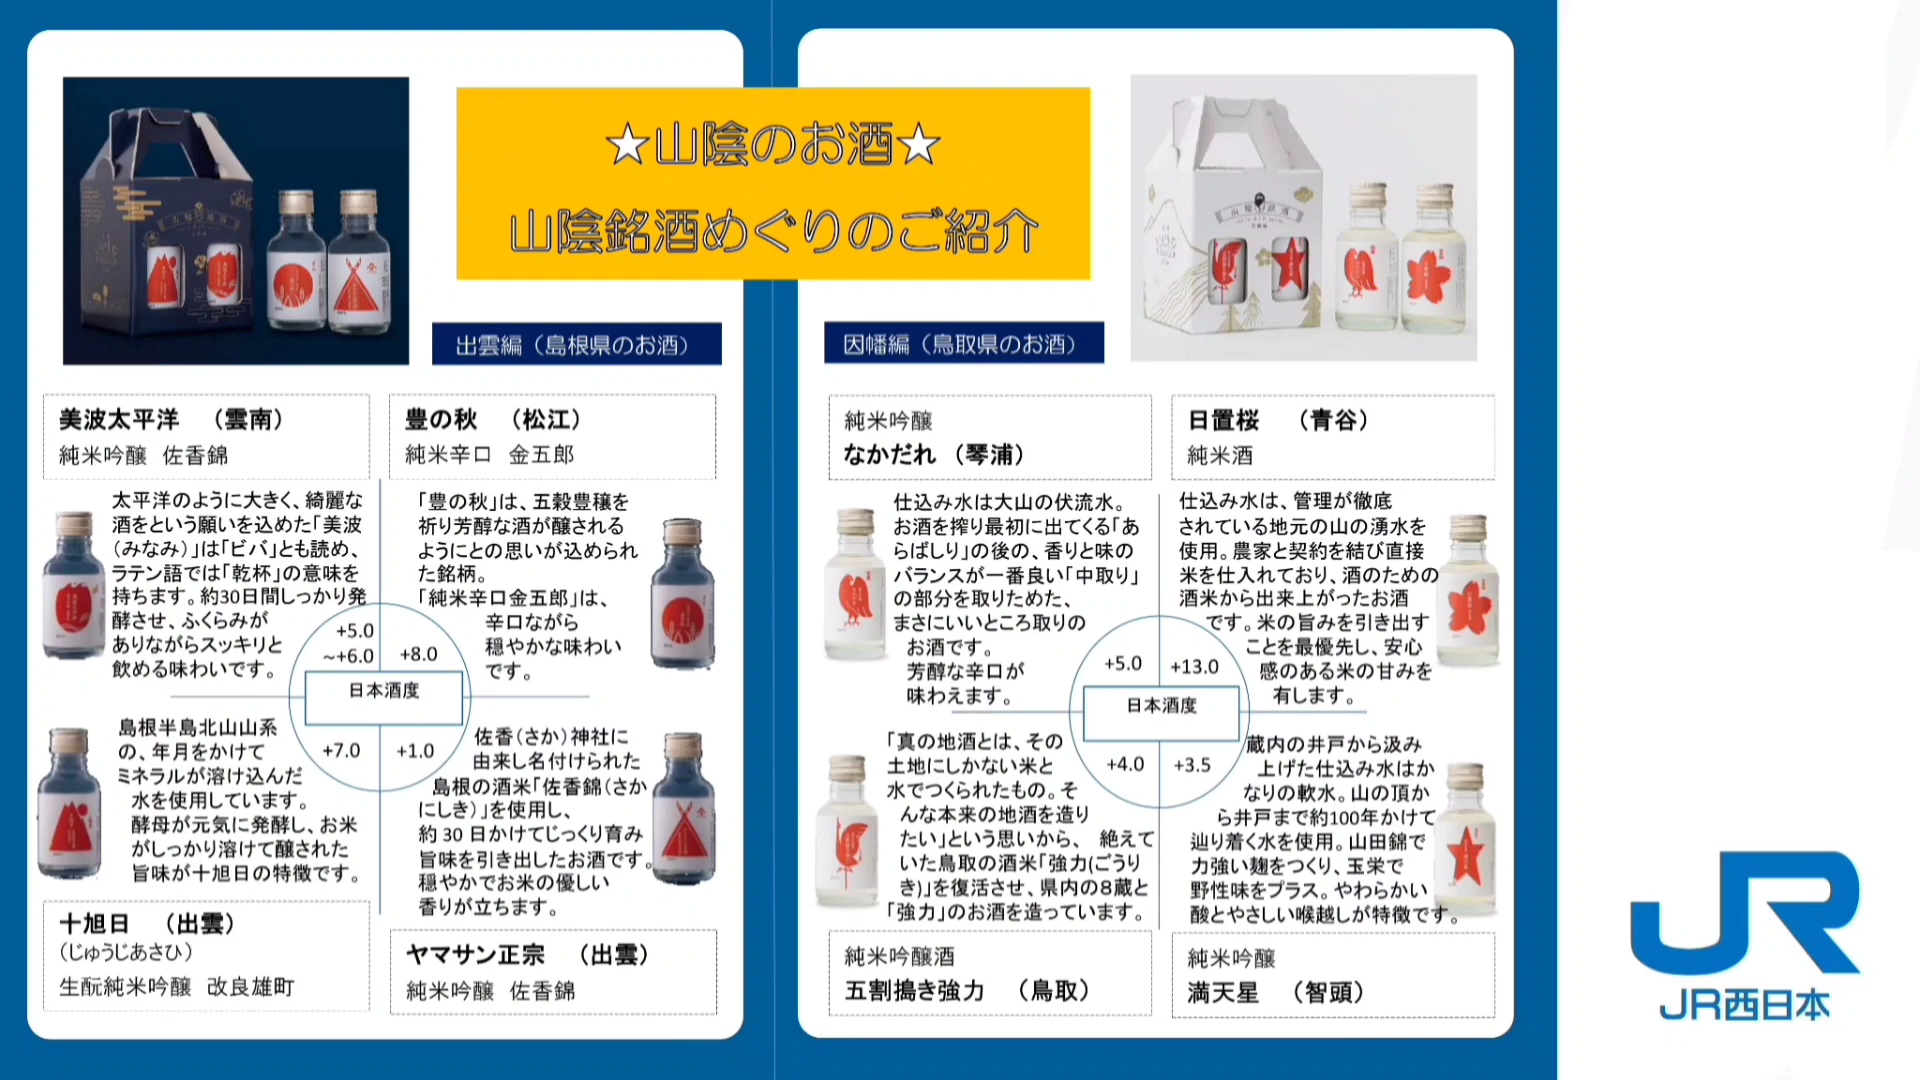 ★山陰のお酒★
山陰銘酒めぐりのご紹介
出雲編（島根県のお酒）
美波太平洋　（雲南）
純米吟醸 佐香錦
豊の秋　（松江）
純米辛口 金五郎
太平洋のように大きく、綺麗な
酒をという願いを込めた「美波
（みなみ）」は「ビバ」とも読め、
ラテン語では「乾杯」の意味を
持ちます。約30日間しっかり発
酵させ、ふくらみが
ありながらスッキリと
飲める味わいです。
「豊の秋」は、五穀豊穣を
祈り芳醇な酒が醸される
ようにとの思いが込められ
た銘柄。
「純米辛口金五郎」は、
辛口ながら
穏やかな味わい
です。
+5.0
～+6.0
+8.0
日本酒度
+7.0
+1.0
島根半島北山山系
の、年月をかけて
ミネラルが溶け込んだ
水を使用しています。
酵母が元気に発酵し、お米
がしっかり溶けて醸された
旨味が十旭日の特徴です。
佐香（さか）神社に
由来し名付けられた
島根の酒米「佐香錦（さか
にしき）」を使用し、
約 30 日かけてじっくり育み
旨味を引き出したお酒です。
穏やかでお米の優しい
香りが立ちます。
十旭日　（出雲）
（じゅうじあさひ）
生酛純米吟醸 改良雄町
ヤマサン正宗　（出雲）
純米吟醸 佐香錦
因幡編（鳥取県のお酒）
純米吟醸
なかだれ （琴浦）
日置桜　（青谷）
純米酒
仕込み水は大山の伏流水。
お酒を搾り最初に出てくる「あ
らばしり」の後の、香りと味の
バランスが一番良い「中取り」
の部分を取りためた、
まさにいいところ取りの
お酒です。
芳醇な辛口が
味わえます。
仕込み水は、管理が徹底
されている地元の山の湧水を
使用。農家と契約を結び直接
米を仕入れており、酒のための
酒米から出来上がったお酒
です。米の旨みを引き出す
ことを最優先し、安心
感のある米の甘みを
有します。
+5.0
+13.0
日本酒度
+4.0
+3.5
「真の地酒とは、その
土地にしかない米と
水でつくられたもの。そ
んな本来の地酒を造り
たい」という思いから、 絶えて
いた鳥取の酒米「強力(ごうり
き)」を復活させ、県内の８蔵と
「強力」のお酒を造っています。
蔵内の井戸から汲み
上げた仕込み水はか
なりの軟水。山の頂か
ら井戸まで約100年かけて
辿り着く水を使用。山田錦で
力強い麹をつくり、玉栄で
野性味をプラス。やわらかい
酸とやさしい喉越しが特徴です。
純米吟醸酒
五割搗き強力　（鳥取）
純米吟醸
満天星　（智頭）
JR
JR西日本